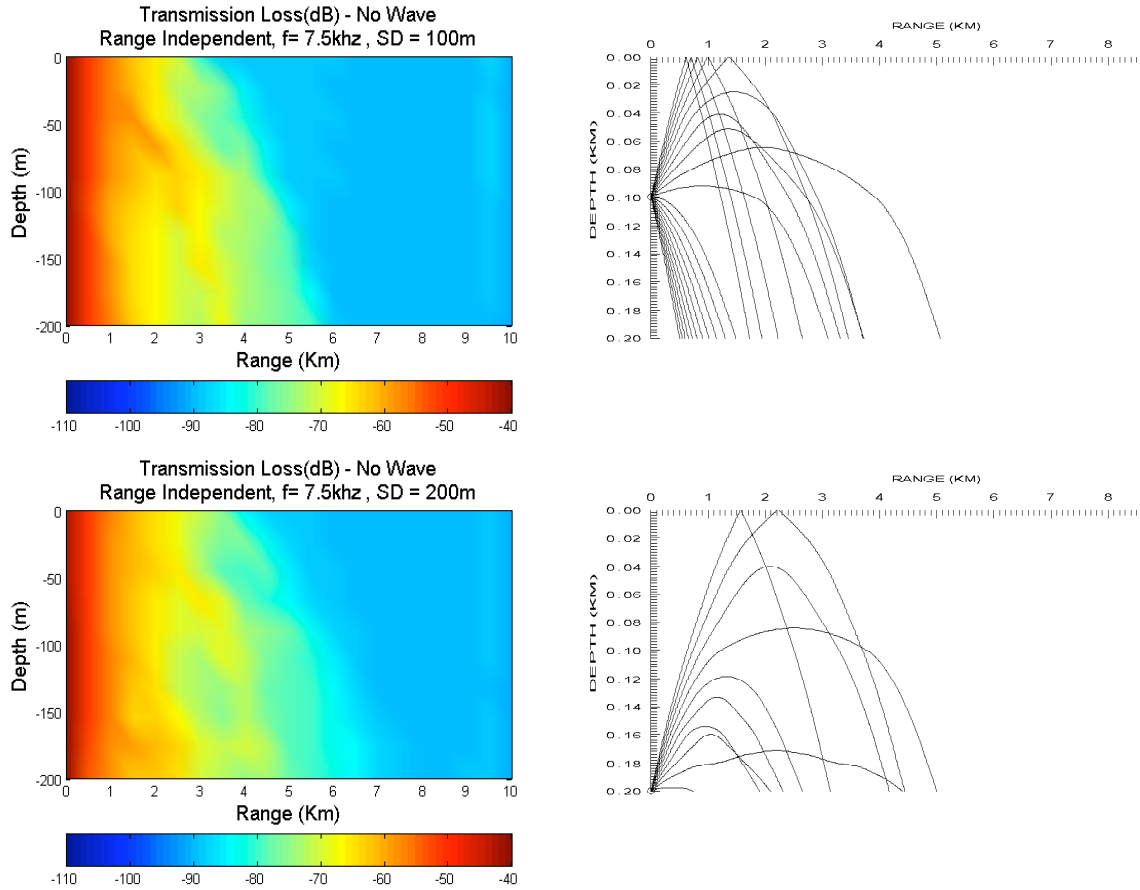 Transmission Loss(dB) - No Wave
Range Independent, f= 7.5khz , SD = 100m
0
-50
-100
-150
-200
Depth (m)
0 1 2 3 4 5 6 7 8 9 10
Range (Km)
-110 -100 -90 -80 -70 -60 -50 -40
RANGE (KM)
0 1 2 3 4 5 6 7 8
0.00
0.02
0.04
0.06
0.08
0.10
0.12
0.14
0.16
0.18
0.20
DEPTH (KM)
Transmission Loss(dB) - No Wave
Range Independent, f= 7.5khz , SD = 200m
0
-50
-100
-150
-200
Depth (m)
0 1 2 3 4 5 6 7 8 9 10
Range (Km)
-110 -100 -90 -80 -70 -60 -50 -40
RANGE (KM)
0 1 2 3 4 5 6 7 8
0.00
0.02
0.04
0.06
0.08
0.10
0.12
0.14
0.16
0.18
0.20
DEPTH (KM)